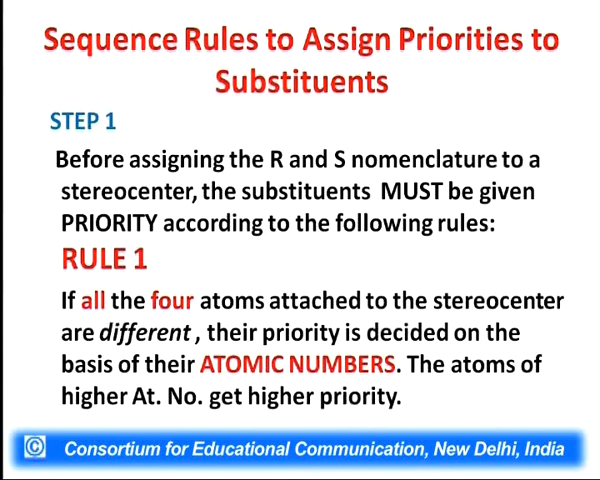 Sequence Rules to Assign Priorities to
Substituents
STEP 1
Before assigning the R and S nomenclature to a
stereocenter, the substituents MUST be given
PRIORITY according to the following rules:
RULE 1
If all the four atoms attached to the stereocenter
are different , their priority is decided on the
basis of their ATOMIC NUMBERS. The atoms of
higher At. No. get higher priority.
© Consortium for Educational Communication, New Delhi, India